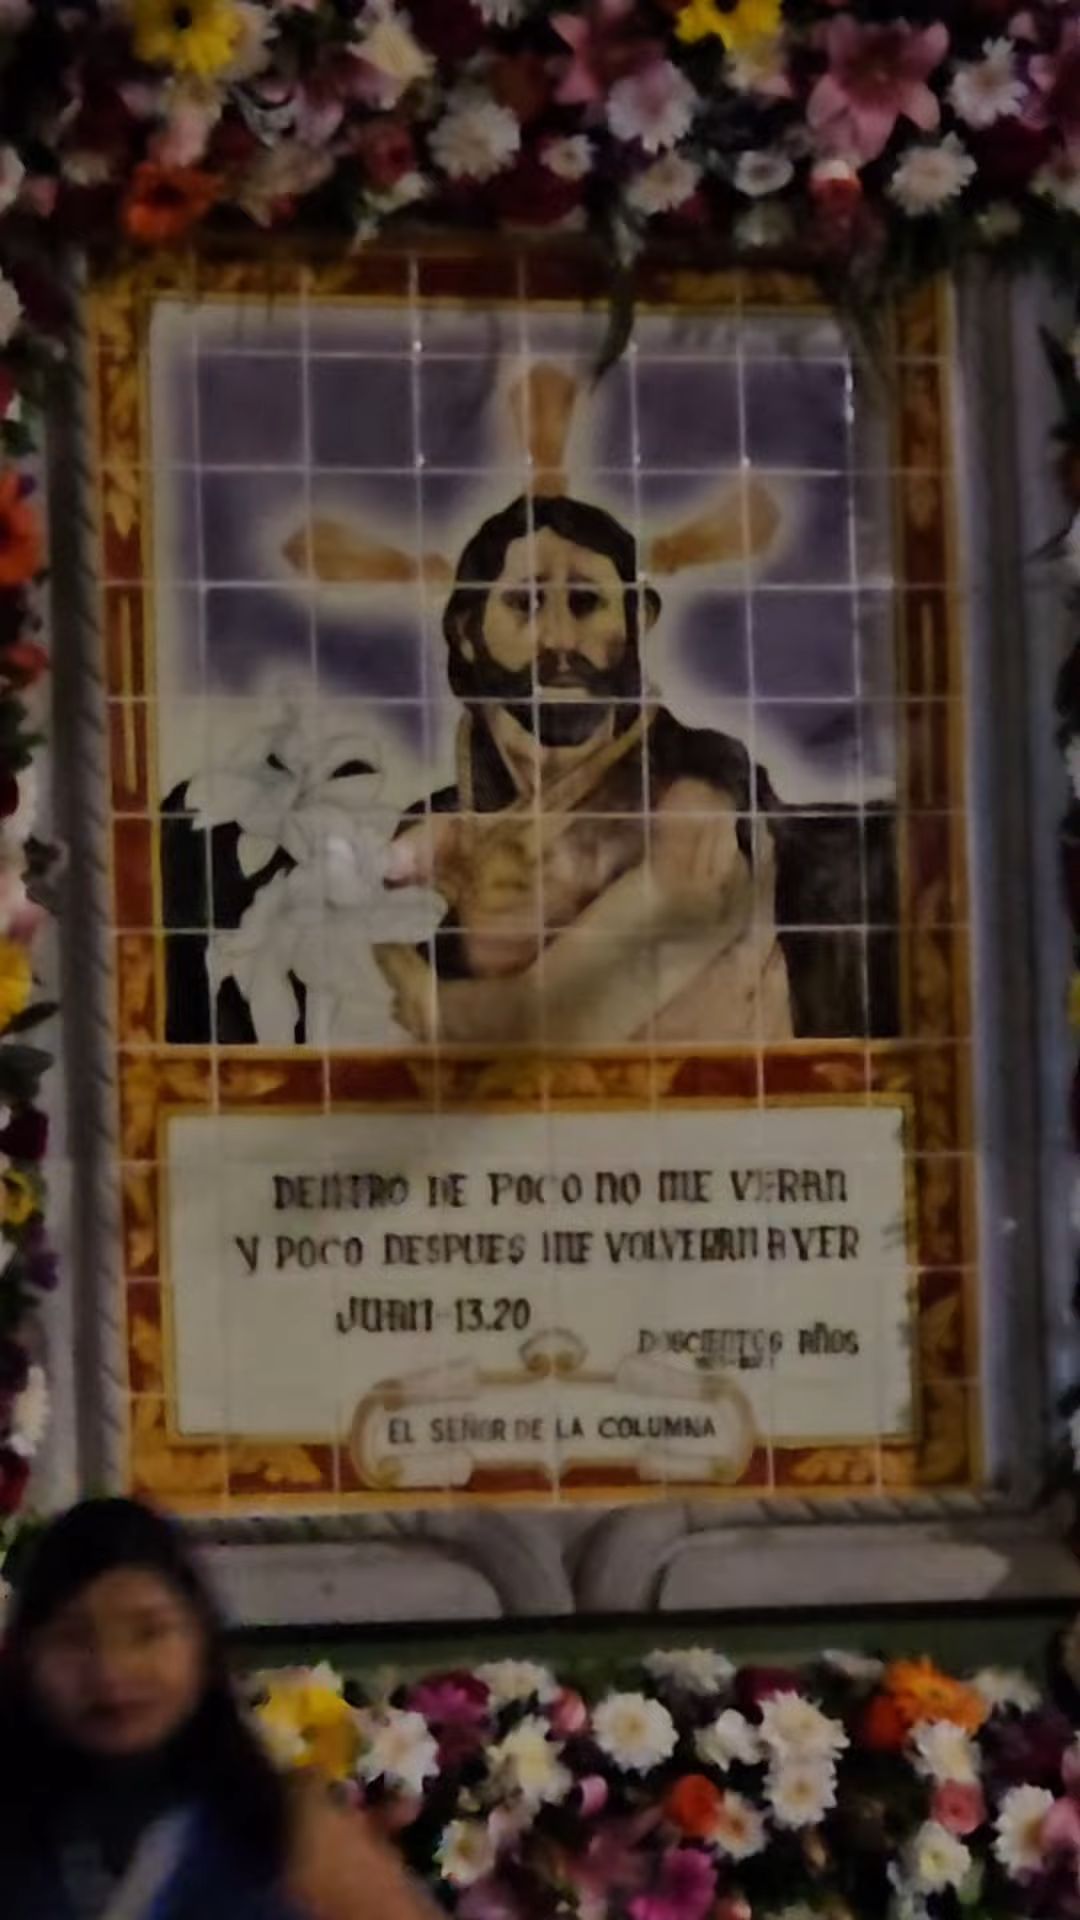 DENTRO DE POCO NO ME VERAN
Y POCO DESPUES ME VOLVERAN A VER
JUAN 13.20
DOSCIENTOS AÑOS
EL SEÑOR DE LA COLUMNA